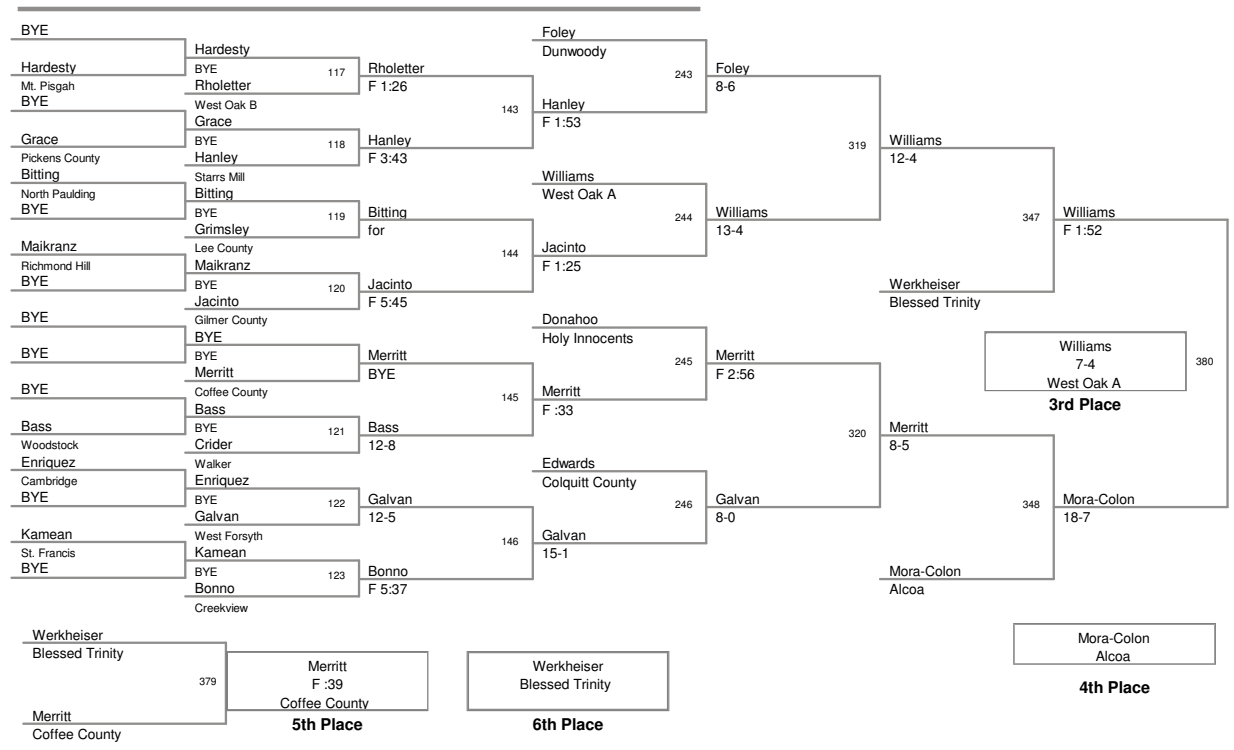 BYE
Hardesty
Mt. Pisgah
BYE
Grace
Pickens County
Bitting
North Paulding
BYE
Maikranz
Richmond Hill
BYE
BYE
BYE
BYE
Bass
Woodstock
Enriquez
Cambridge
BYE
Kamean
St. Francis
BYE
Hardesty
BYE
117
Rholetter
West Oak B
Grace
BYE
118
Hanley
Starrs Mill
Bitting
BYE
119
Grimsley
Lee County
Maikranz
BYE
120
Jacinto
Gilmer County
BYE
BYE
Merritt
Coffee County
Bass
BYE
121
Crider
Walker
Enriquez
BYE
122
Galvan
West Forsyth
Kamean
BYE
123
Bonno
Creekview
Rholetter
F 1:26
143
Hanley
F 3:43
Bitting
for
144
Jacinto
F 5:45
Merritt
BYE
145
Bass
12-8
Galvan
12-5
146
Bonno
F 5:37
Foley
Dunwoody
243
Hanley
F 1:53
Williams
West Oak A
244
Jacinto
F 1:25
Donahoo
Holy Innocents
245
Merritt
F :33
Edwards
Colquitt County
246
Galvan
15-1
Foley
8-6
319
Williams
13-4
Merritt
F 2:56
320
Galvan
8-0
Williams
12-4
347
Werkheiser
Blessed Trinity
Merritt
8-5
348
Mora-Colon
Alcoa
Williams
F 1:52
380
Mora-Colon
18-7
Williams
7-4
West Oak A
3rd Place
Mora-Colon
Alcoa
4th Place
Werkheiser
Blessed Trinity
379
Merritt
Coffee County
Merritt
F :39
Coffee County
5th Place
Werkheiser
Blessed Trinity
6th Place